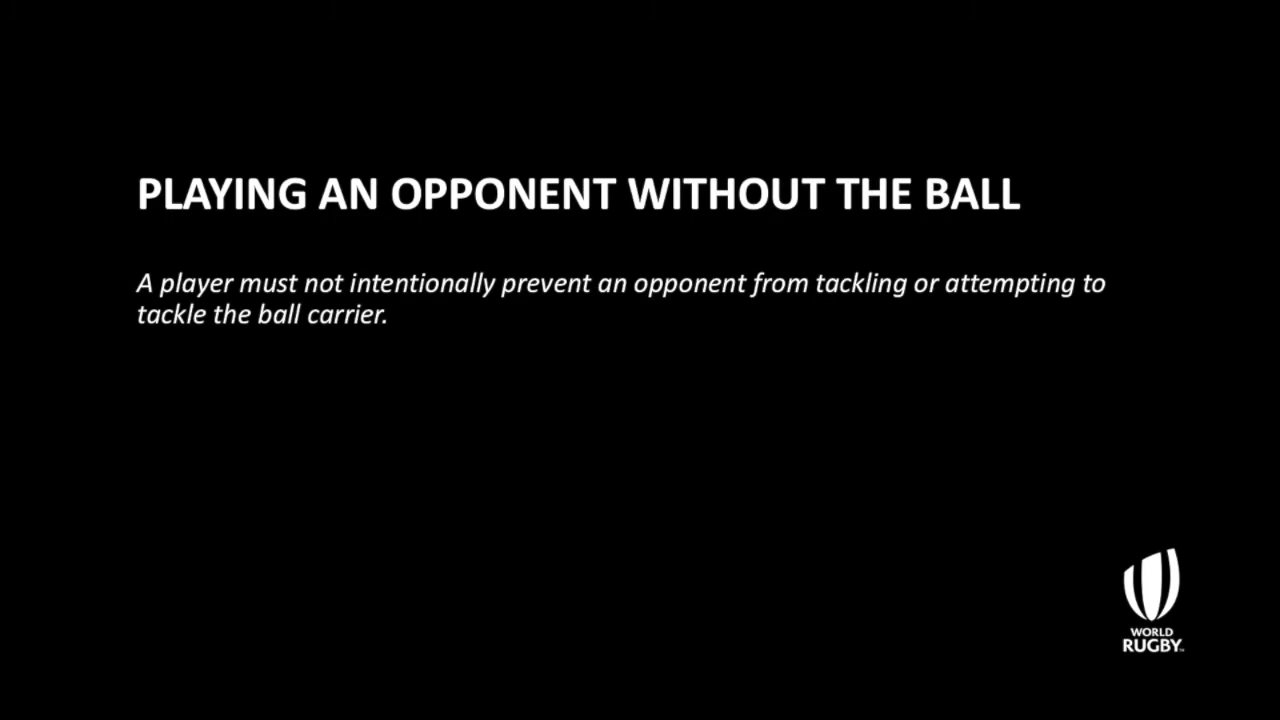 PLAYING AN OPPONENT WITHOUT THE BALL
A player must not intentionally prevent an opponent from tackling or attempting to
tackle the ball carrier.
WORLD
RUGBY™